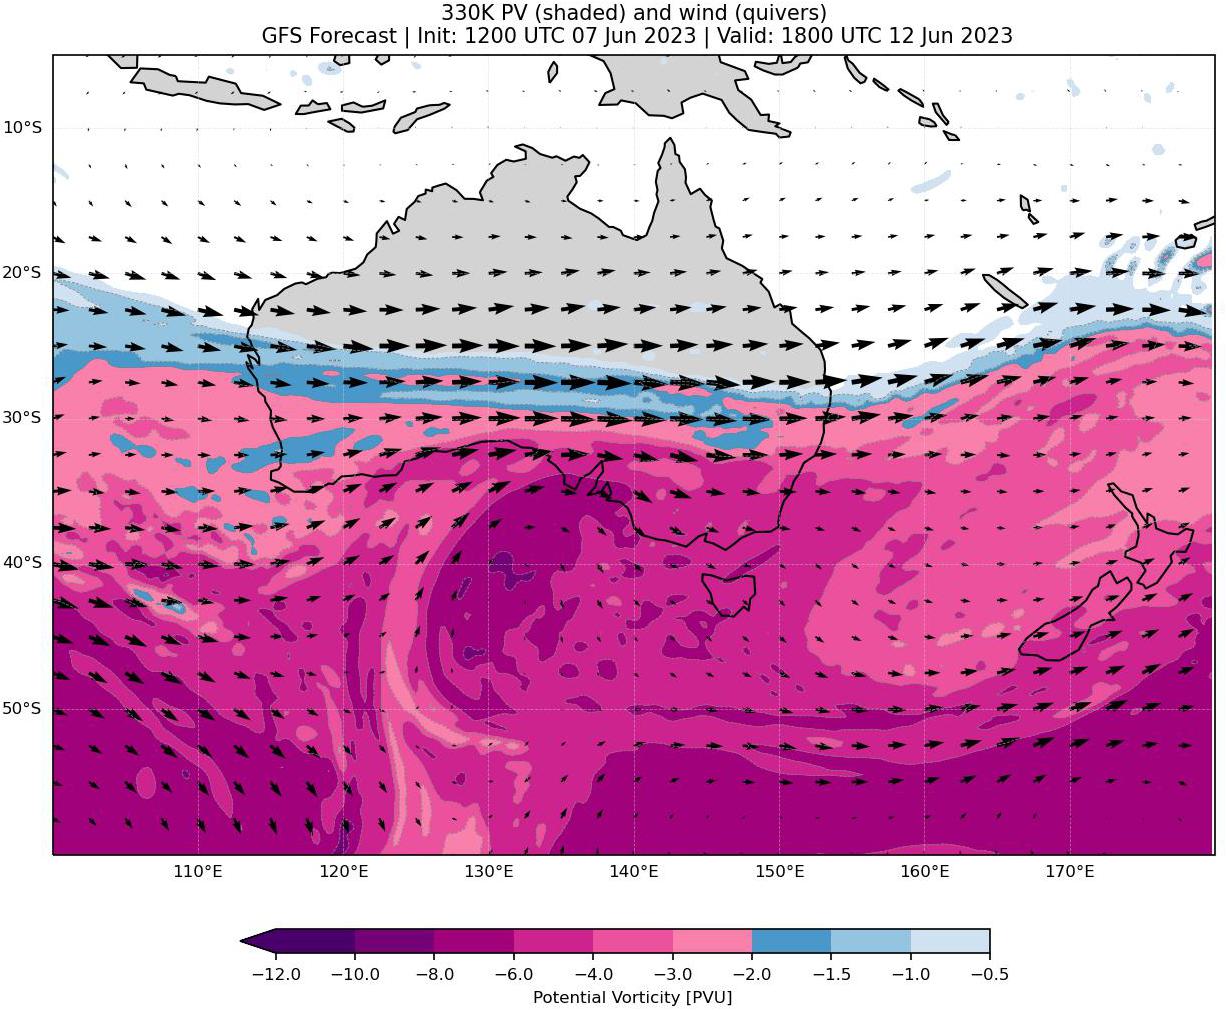 330K PV (shaded) and wind (quivers)
GFS Forecast | Init: 1200 UTC 07 Jun 2023 | Valid: 1800 UTC 12 Jun 2023
10°S
20°S
30°S
40°S
50°S
110°E 120°E 130°E 140°E 150°E 160°E 170°E
−12.0 −10.0 −8.0 −6.0 −4.0 −3.0 −2.0 −1.5 −1.0 −0.5
Potential Vorticity [PVU]